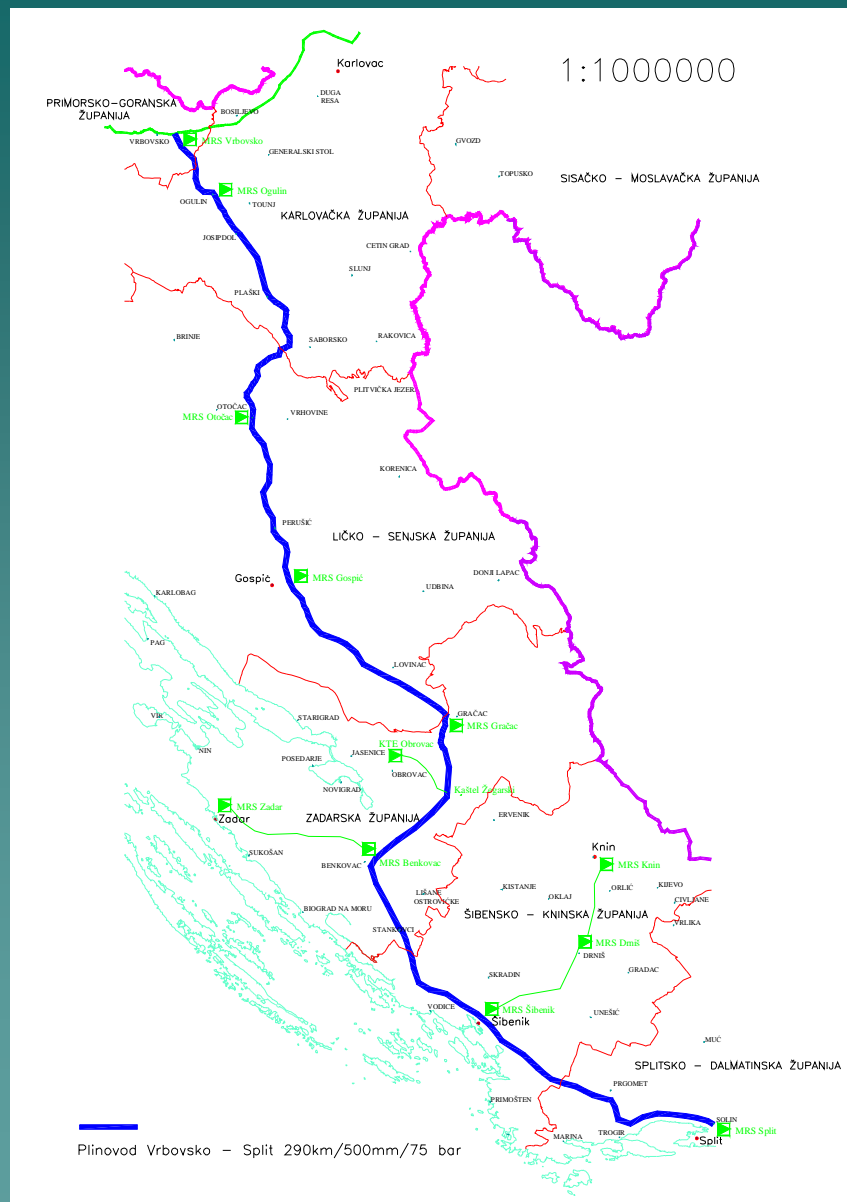 1:1000000
Karlovac
DUGA
RESA
PRIMORSKO-GORANSKA
ŽUPANIJA
BOSILJEVO
VRBOVSKO
MRS Vrbovsko
GENERALSKI STOL
GVOZD
TOPUSKO
SISAČKO - MOSLAVAČKA ŽUPANIJA
MRS Ogulin
OGULIN
TOUNJ
KARLOVAČKA ŽUPANIJA
JOSIPDOL
CETIN GRAD
SLUNJ
PLAŠKI
BRINJE
SABORSKO
RAKOVICA
PLITVIČKA JEZER
OTOČAC
MRS Otočac
VRHOVINE
KORENICA
PERUŠIĆ
LIČKO - SENJSKA ŽUPANIJA
Gospić
MRS Gospić
DONJI LAPAC
UDBINA
KARLOBAG
PAG
LOVINAC
VIR
STARIGRAD
GRAČAC
MRS Gračac
NIN
KTE Obrovac
JASENICE
POSEDARJE
OBROVAC
NOVIGRAD
Kaštel Žegarski
MRS Zadar
Zadar
ZADARSKA ŽUPANIJA
ERVENIK
SUKOŠAN
BENKOVAC
MRS Benkovac
Knin
MRS Knin
LIŠANE
OSTROVIČKE
KISTANJE
OKLAJ
ORLIĆ
KIJEVO
CIVLJANE
BIOGRAD NA MORU
ŠIBENSKO - KNINSKA ŽUPANIJA
VRLIKA
STANKOVCI
MRS Drniš
DRNIŠ
SKRADIN
GRADAC
VODICE
MRS Šibenik
Šibenik
UNEŠIĆ
MUĆ
SPLITSKO - DALMATINSKA ŽUPANIJA
PRGOMET
PRIMOŠTEN
SOLIN
MRS Split
MARINA
TROGIR
Split
Plinovod Vrbovsko - Split 290km/500mm/75 bar